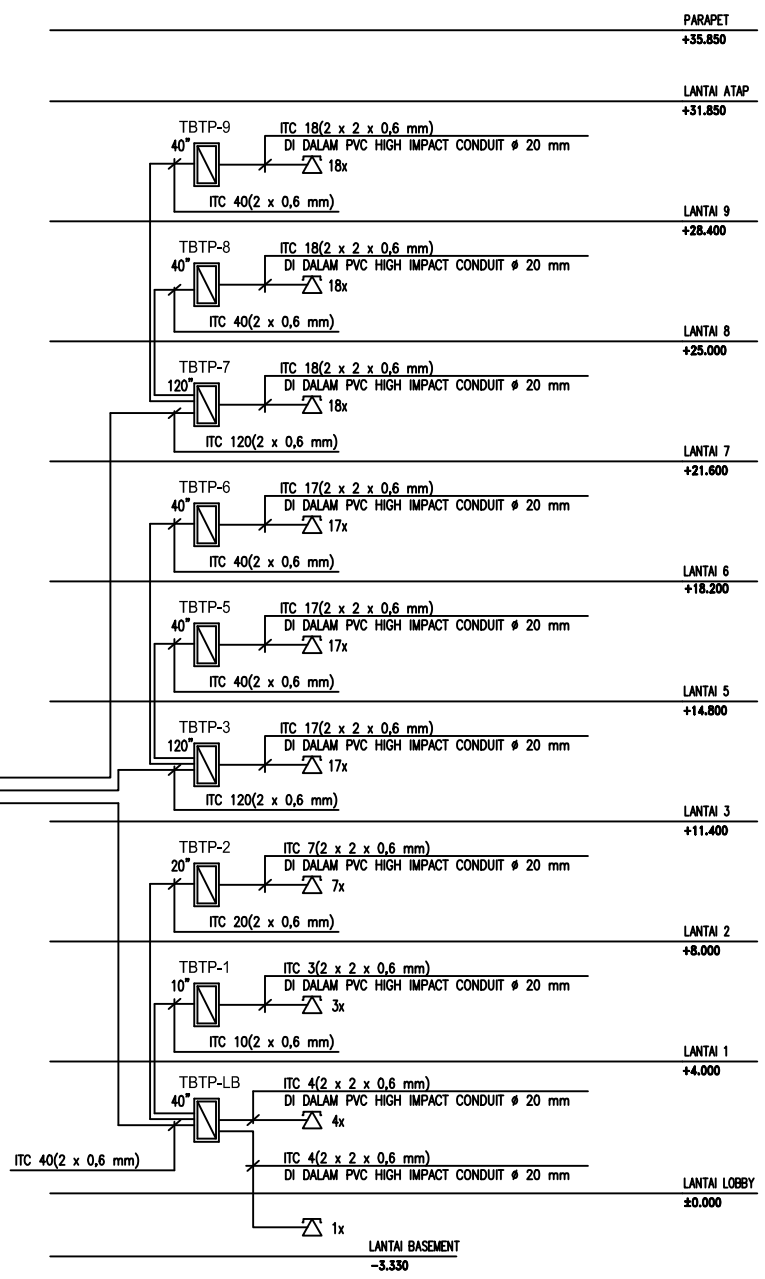 PARAPET
+35.850
LANTAI ATAP
+31.850
TBTP-9
40"
ITC 18(2 x 2 x 0,6 mm)
DI DALAM PVC HIGH IMPACT CONDUIT ø 20 mm
18x
ITC 40(2 x 0,6 mm)
LANTAI 9
+28.400
TBTP-8
40"
ITC 18(2 x 2 x 0,6 mm)
DI DALAM PVC HIGH IMPACT CONDUIT ø 20 mm
18x
ITC 40(2 x 0,6 mm)
LANTAI 8
+25.000
TBTP-7
120"
ITC 18(2 x 2 x 0,6 mm)
DI DALAM PVC HIGH IMPACT CONDUIT ø 20 mm
18x
ITC 120(2 x 0,6 mm)
LANTAI 7
+21.600
TBTP-6
40"
ITC 17(2 x 2 x 0,6 mm)
DI DALAM PVC HIGH IMPACT CONDUIT ø 20 mm
17x
ITC 40(2 x 0,6 mm)
LANTAI 6
+18.200
TBTP-5
40"
ITC 17(2 x 2 x 0,6 mm)
DI DALAM PVC HIGH IMPACT CONDUIT ø 20 mm
17x
ITC 40(2 x 0,6 mm)
LANTAI 5
+14.800
TBTP-3
120"
ITC 17(2 x 2 x 0,6 mm)
DI DALAM PVC HIGH IMPACT CONDUIT ø 20 mm
17x
ITC 120(2 x 0,6 mm)
LANTAI 3
+11.400
TBTP-2
20"
ITC 7(2 x 2 x 0,6 mm)
DI DALAM PVC HIGH IMPACT CONDUIT ø 20 mm
7x
ITC 20(2 x 0,6 mm)
LANTAI 2
+8.000
TBTP-1
10"
ITC 3(2 x 2 x 0,6 mm)
DI DALAM PVC HIGH IMPACT CONDUIT ø 20 mm
3x
ITC 10(2 x 0,6 mm)
LANTAI 1
+4.000
TBTP-LB
40"
ITC 4(2 x 2 x 0,6 mm)
DI DALAM PVC HIGH IMPACT CONDUIT ø 20 mm
4x
ITC 40(2 x 0,6 mm)
ITC 4(2 x 2 x 0,6 mm)
DI DALAM PVC HIGH IMPACT CONDUIT ø 20 mm
LANTAI LOBBY
±0.000
1x
LANTAI BASEMENT
-3.330